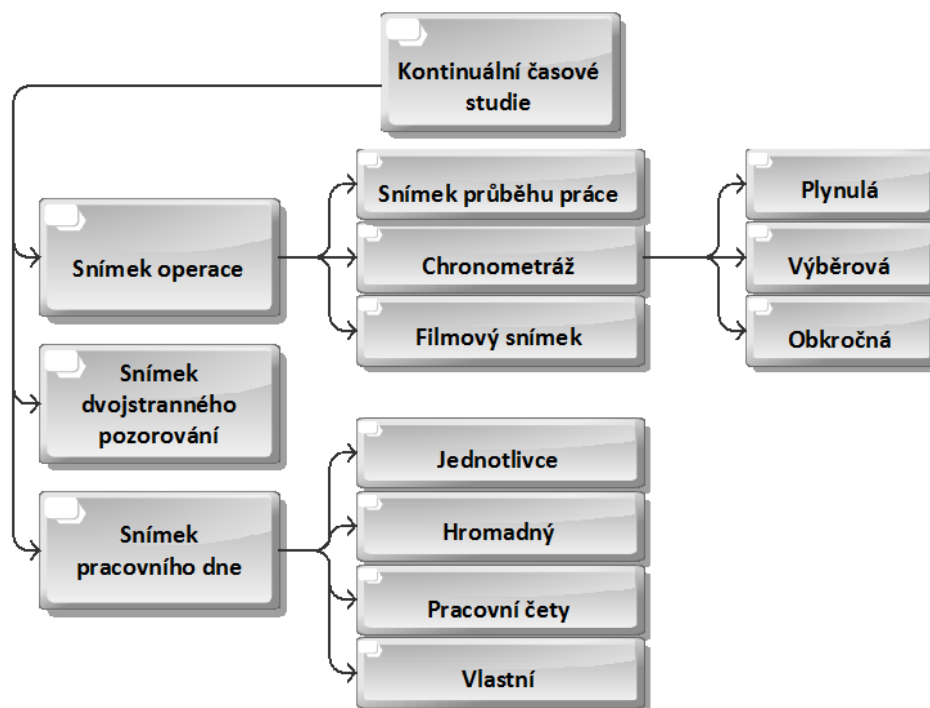 Kontinuální časové
studie
Snímek operace
Snímek průběhu práce
Chronometráž
Filmový snímek
Plynulá
Výběrová
Obkročná
Snímek
dvojstranného
pozorování
Snímek
pracovního dne
Jednotlivce
Hromadný
Pracovní čety
Vlastní